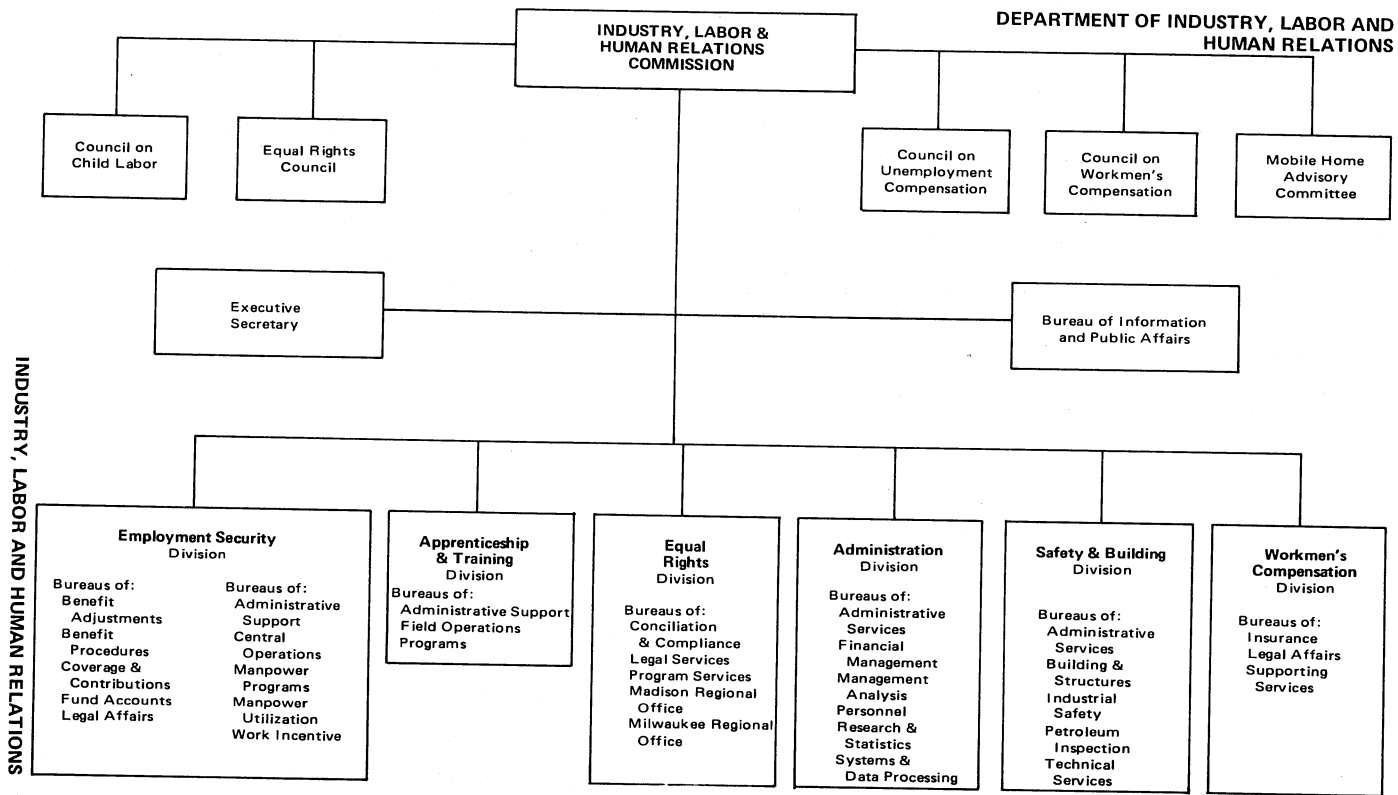 DEPARTMENT OF INDUSTRY, LABOR AND
HUMAN RELATIONS
INDUSTRY, LABOR &
HUMAN RELATIONS
COMMISSION
Council on
Child Labor
Equal Rights
Council
Council on
Unemployment
Compensation
Council on
Workmen's
Compensation
Mobile Home
Advisory
Committee
Executive
Secretary
Bureau of Information
and Public Affairs
INDUSTRY, LABOR AND HUMAN RELATIONS
Employment Security
Division
Bureaus of:
Benefit
Adjustments
Benefit
Procedures
Coverage &
Contributions
Fund Accounts
Legal Affairs
Bureaus of:
Administrative
Support
Central
Operations
Manpower
Programs
Manpower
Utilization
Work Incentive
Apprenticeship
& Training
Division
Bureaus of:
Administrative Support
Field Operations
Programs
Equal
Rights
Division
Bureaus of:
Conciliation
& Compliance
Legal Services
Program Services
Madison Regional
Office
Milwaukee Regional
Office
Administration
Division
Bureaus of:
Administrative
Services
Financial
Management
Management
Analysis
Personnel
Research &
Statistics
Systems &
Data Processing
Safety & Building
Division
Bureaus of:
Administrative
Services
Building &
Structures
Industrial
Safety
Petroleum
Inspection
Technical
Services
Workmen's
Compensation
Division
Bureaus of:
Insurance
Legal Affairs
Supporting
Services